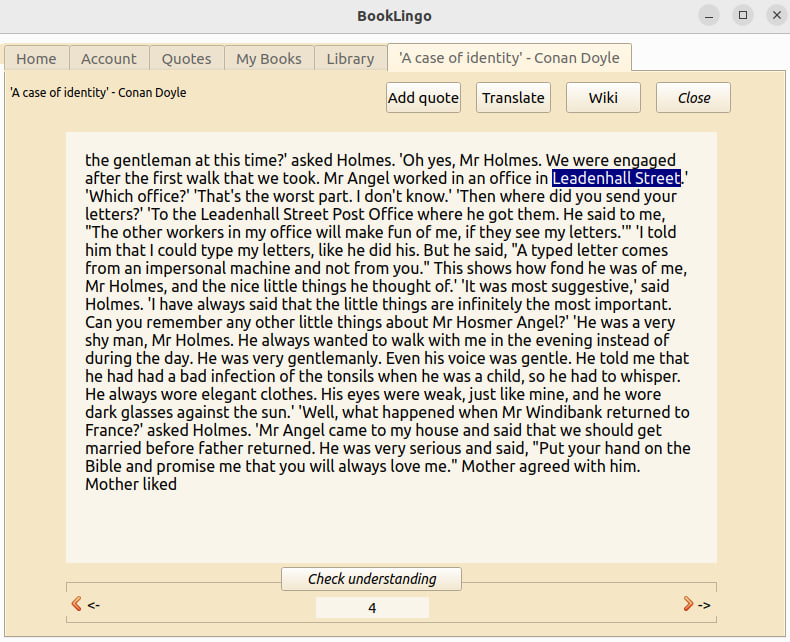 BookLingo
Home Account Quotes My Books Library 'A case of identity' - Conan Doyle
'A case of identity' - Conan Doyle Add quote Translate Wiki Close
the gentleman at this time?' asked Holmes. 'Oh yes, Mr Holmes. We were engaged
after the first walk that we took. Mr Angel worked in an office in Leadenhall Street.'
'Which office?' 'That's the worst part. I don't know.' 'Then where did you send your
letters?' 'To the Leadenhall Street Post Office where he got them. He said to me,
"The other workers in my office will make fun of me, if they see my letters.'" 'I told
him that I could type my letters, like he did his. But he said, "A typed letter comes
from an impersonal machine and not from you." This shows how fond he was of me,
Mr Holmes, and the nice little things he thought of.' 'It was most suggestive,' said
Holmes. 'I have always said that the little things are infinitely the most important.
Can you remember any other little things about Mr Hosmer Angel?' 'He was a very
shy man, Mr Holmes. He always wanted to walk with me in the evening instead of
during the day. He was very gentlemanly. Even his voice was gentle. He told me that
he had had a bad infection of the tonsils when he was a child, so he had to whisper.
He always wore elegant clothes. His eyes were weak, just like mine, and he wore
dark glasses against the sun.' 'Well, what happened when Mr Windibank returned to
France?' asked Holmes. 'Mr Angel came to my house and said that we should get
married before father returned. He was very serious and said, "Put your hand on the
Bible and promise me that you will always love me." Mother agreed with him.
Mother liked
Check understanding
<- 4 ->